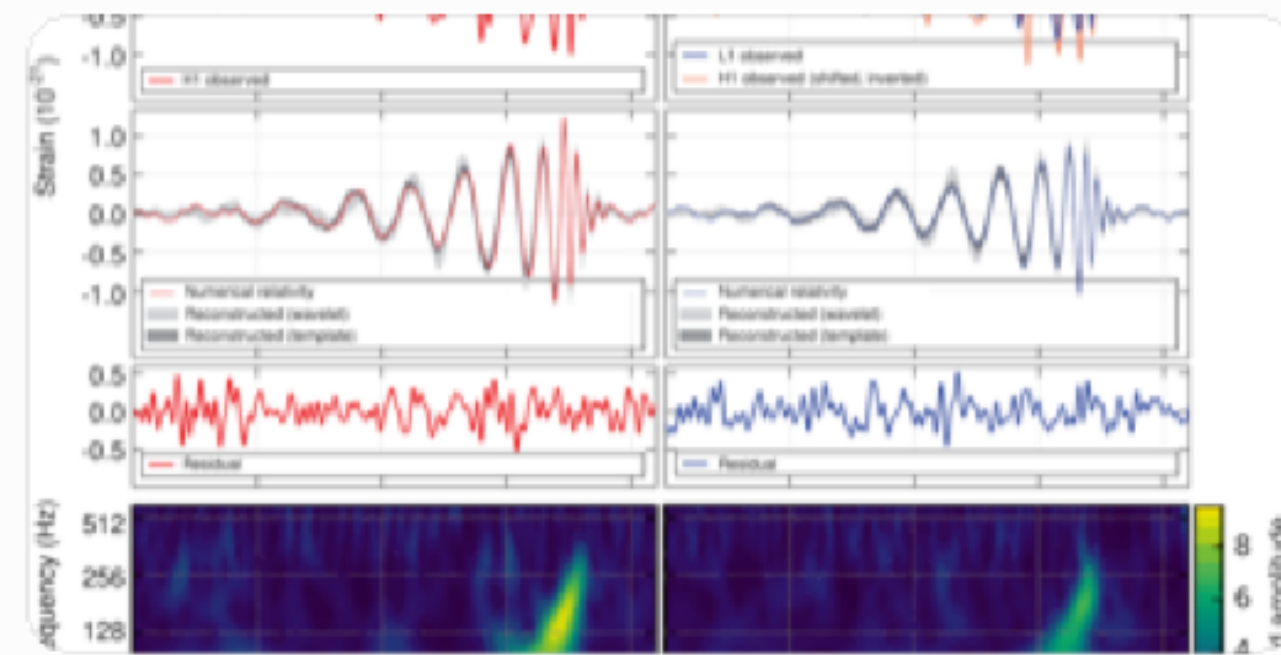 -0.5
-1.0
H1 observed
L1 observed
H1 observed (shifted, inverted)
Strain (10⁻²¹)
1.0
0.5
0.0
-0.5
-1.0
Numerical relativity
Reconstructed (wavelet)
Reconstructed (template)
Numerical relativity
Reconstructed (wavelet)
Reconstructed (template)
0.5
0.0
-0.5
Residual
Residual
equency (Hz)
512
256
128
8
6